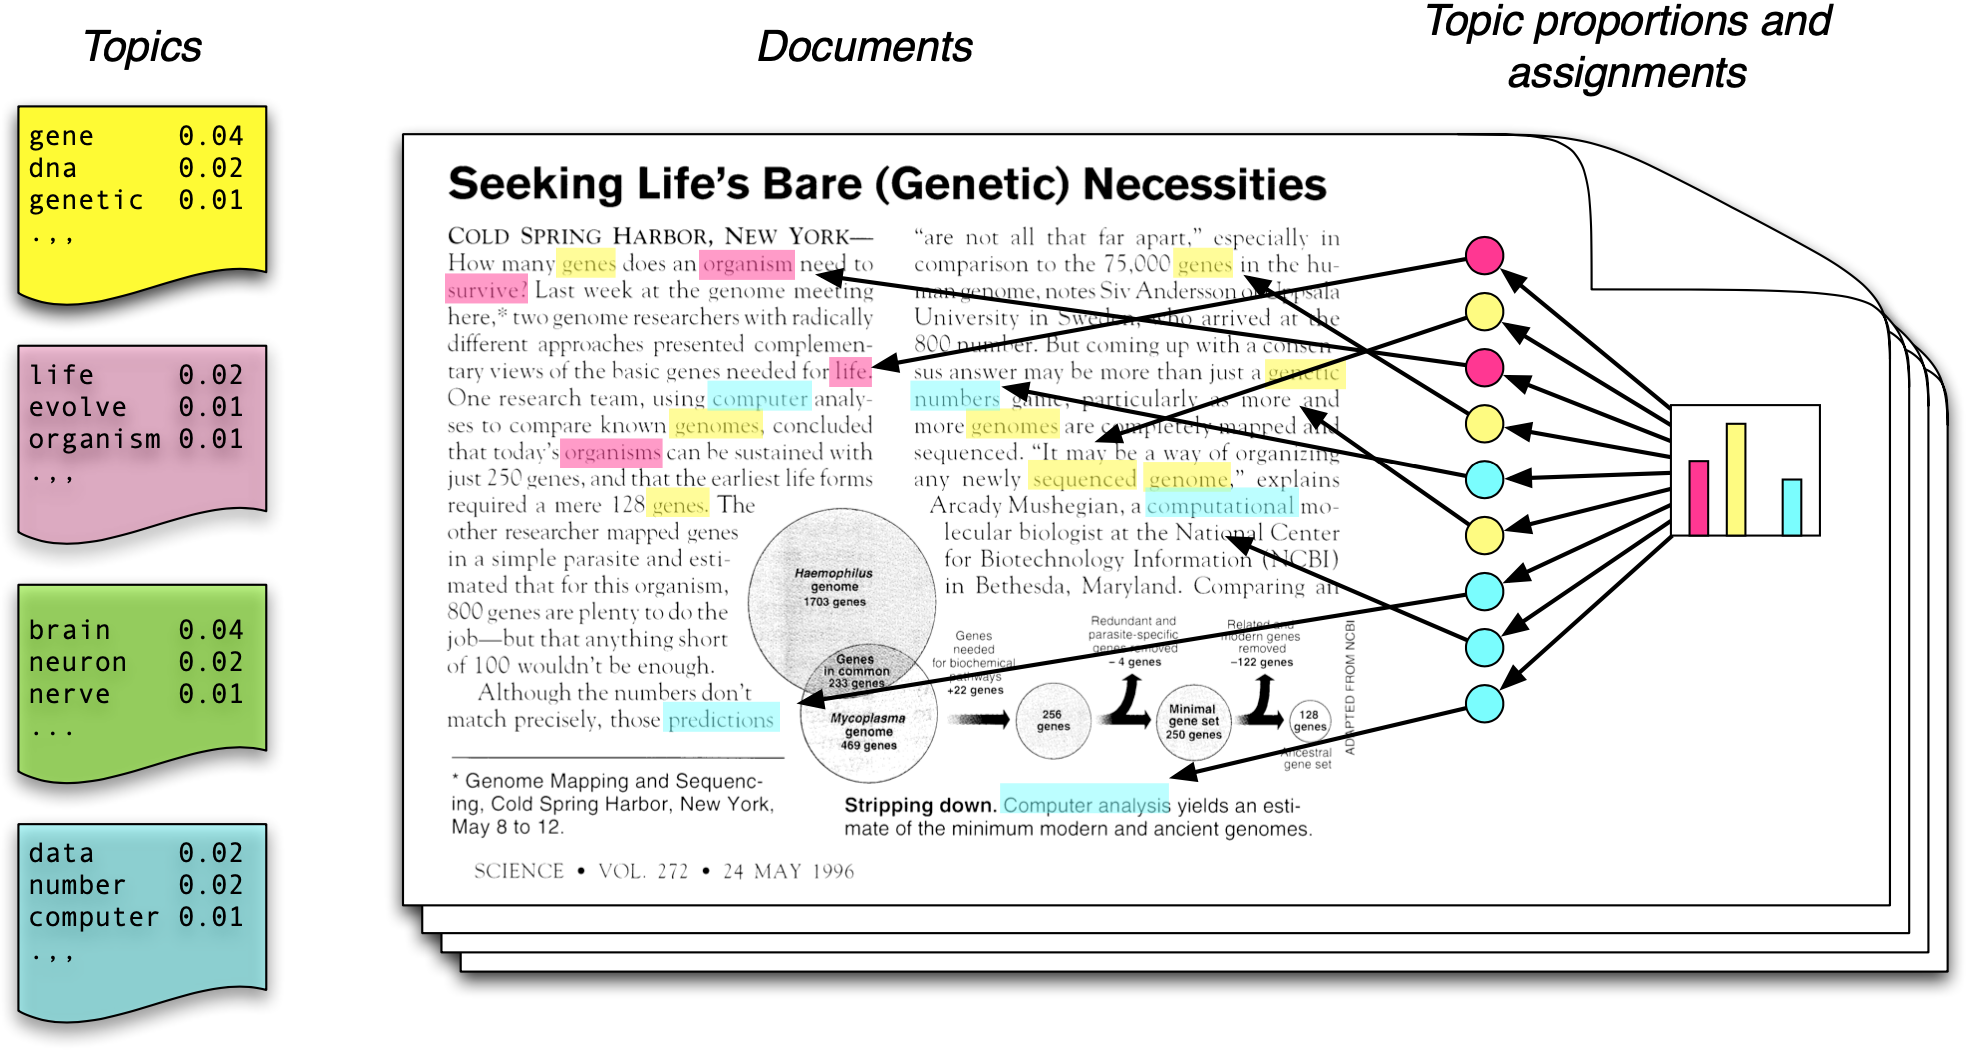 Topics
Documents
Topic proportions and
assignments
gene 0.04
dna 0.02
genetic 0.01
.,,
life 0.02
evolve 0.01
organism 0.01
.,,
brain 0.04
neuron 0.02
nerve 0.01
...
data 0.02
number 0.02
computer 0.01
.,,
Seeking Life's Bare (Genetic) Necessities
COLD SPRING HARBOR, NEW YORK—
How many genes does an organism need to
survive? Last week at the genome meeting
here,* two genome researchers with radically
different approaches presented complemen-
tary views of the basic genes needed for life.
One research team, using computer analy-
ses to compare known genomes, concluded
that today's organisms can be sustained with
just 250 genes, and that the earliest life forms
required a mere 128 genes. The
other researcher mapped genes
in a simple parasite and esti-
mated that for this organism,
800 genes are plenty to do the
job—but that anything short
of 100 wouldn't be enough.
Although the numbers don't
match precisely, those predictions
* Genome Mapping and Sequenc-
ing, Cold Spring Harbor, New York,
May 8 to 12.
"are not all that far apart," especially in
comparison to the 75,000 genes in the hu-
man genome, notes Siv Andersson of Uppsala
University in Sweden, who arrived at the
800 number. But coming up with a consen-
sus answer may be more than just a genetic
numbers game, particularly as more and
more genomes are completely mapped and
sequenced. "It may be a way of organizing
any newly sequenced genome," explains
Arcady Mushegian, a computational mo-
lecular biologist at the National Center
for Biotechnology Information (NCBI)
in Bethesda, Maryland. Comparing an
Haemophilus
genome
1703 genes
Genes
in common
233 genes
Mycoplasma
genome
469 genes
Genes
needed
for biochemical
pathways
+22 genes
256
genes
Redundant and
parasite-specific
genes removed
– 4 genes
Minimal
gene set
250 genes
Related and
modern genes
removed
–122 genes
128
genes
Ancestral
gene set
ADAPTED FROM NCBI
Stripping down. Computer analysis yields an esti-
mate of the minimum modern and ancient genomes.
SCIENCE • VOL. 272 • 24 MAY 1996